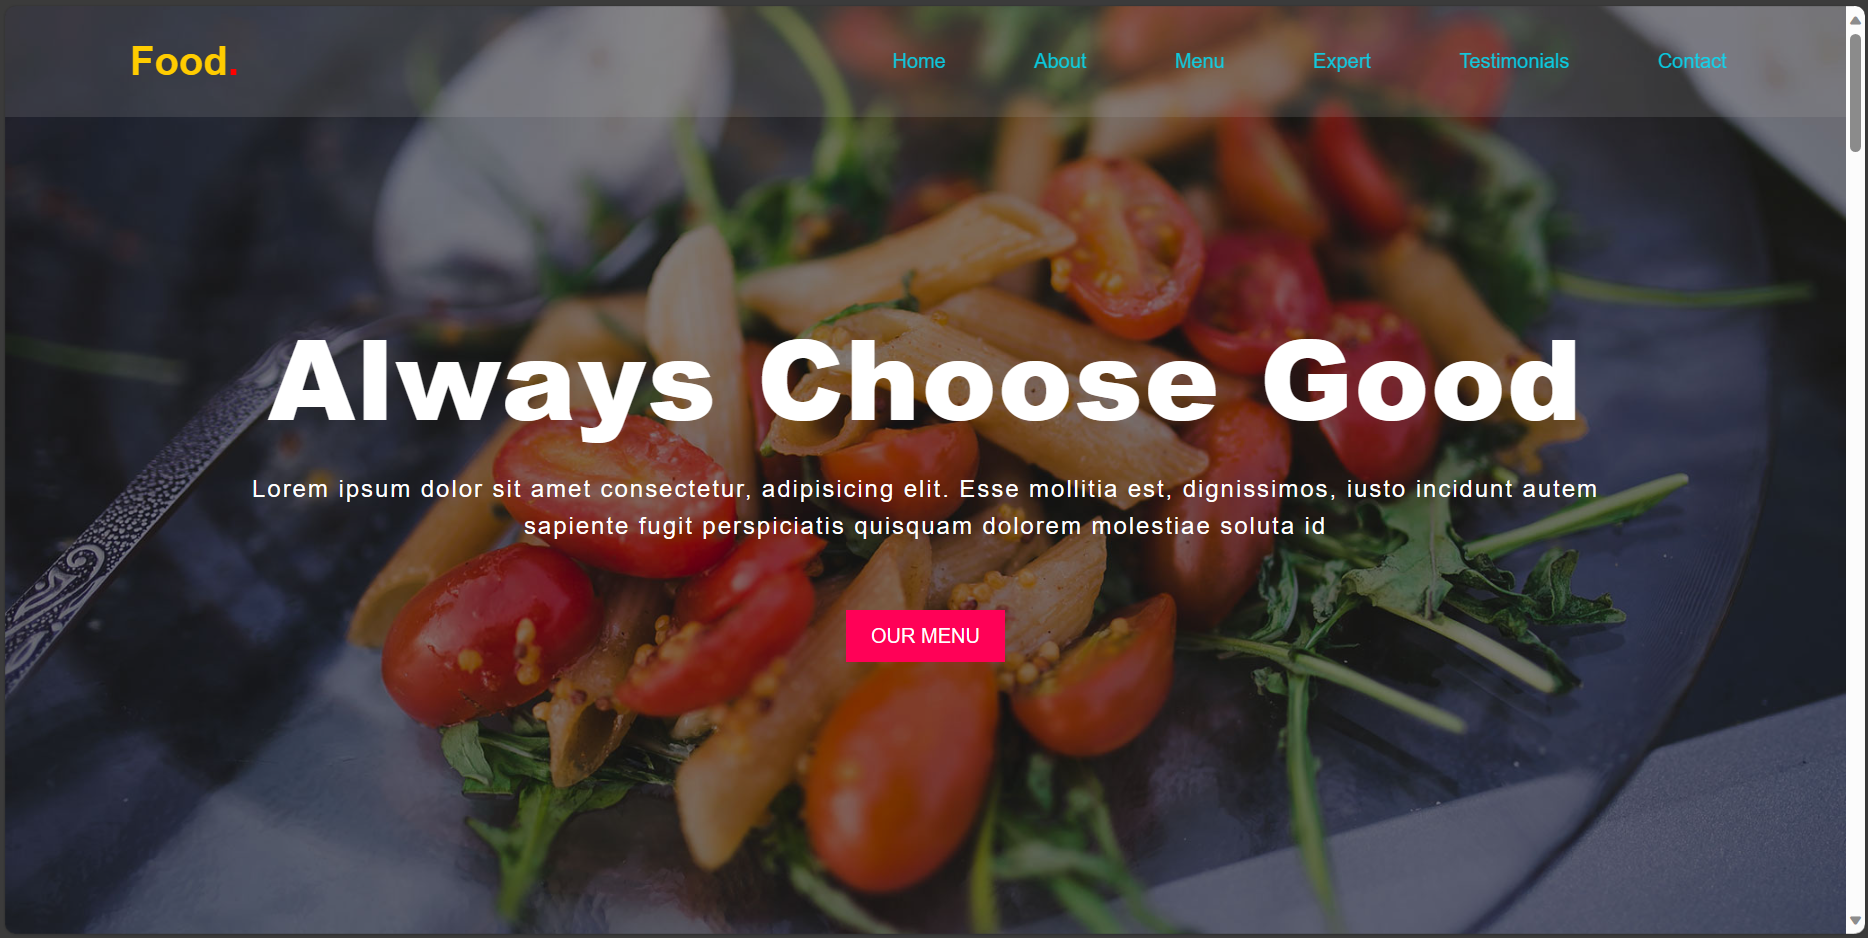 Food.
Home About Menu Expert Testimonials Contact
Always Choose Good
Lorem ipsum dolor sit amet consectetur, adipisicing elit. Esse mollitia est, dignissimos, iusto incidunt autem
sapiente fugit perspiciatis quisquam dolorem molestiae soluta id
OUR MENU